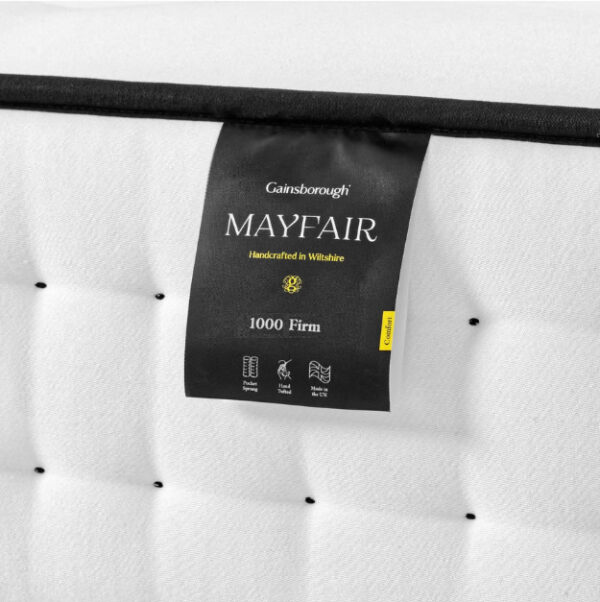 Gainsborough
MAYFAIR
Handcrafted in Wiltshire
1000 Firm
Comfort
Pocket
Sprung
Hand
Tufted
Made in
the UK